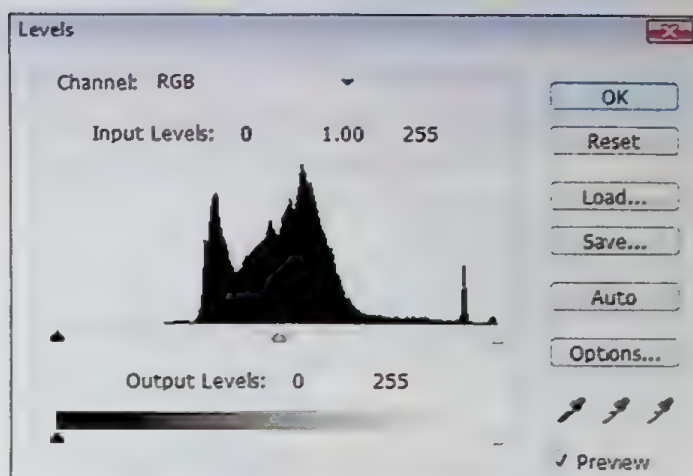 Levels
Channel: RGB
Input Levels: 0 1.00 255
Output Levels: 0 255
OK
Reset
Load...
Save...
Auto
Options...
✓ Preview